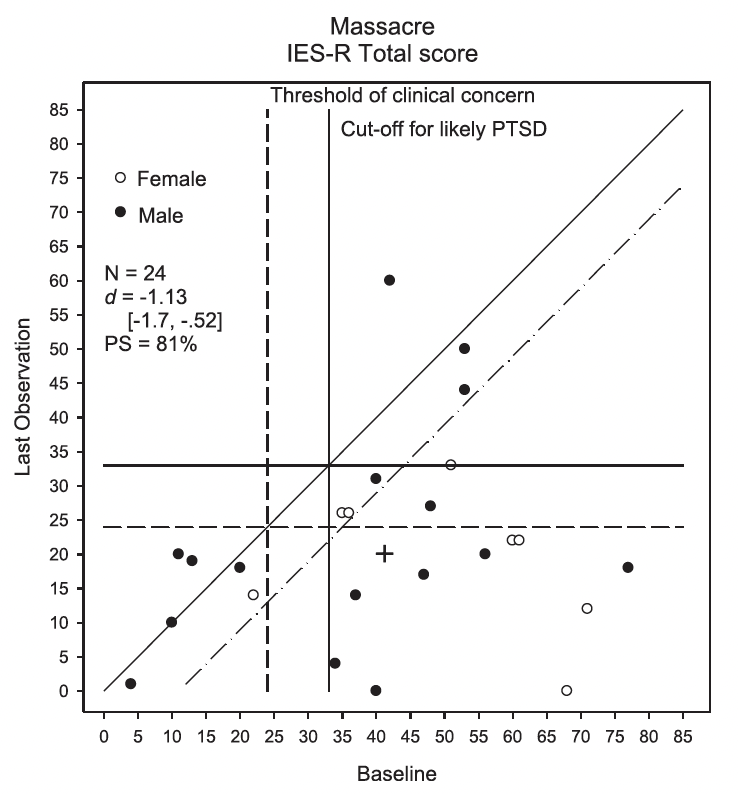 Massacre
IES-R Total score
Threshold of clinical concern
Cut-off for likely PTSD
Female
Male
N = 24
d = -1.13
[-1.7, -.52]
PS = 81%
Last Observation
85
80
75
70
65
60
55
50
45
40
35
30
25
20
15
10
5
0
0 5 10 15 20 25 30 35 40 45 50 55 60 65 70 75 80 85
Baseline